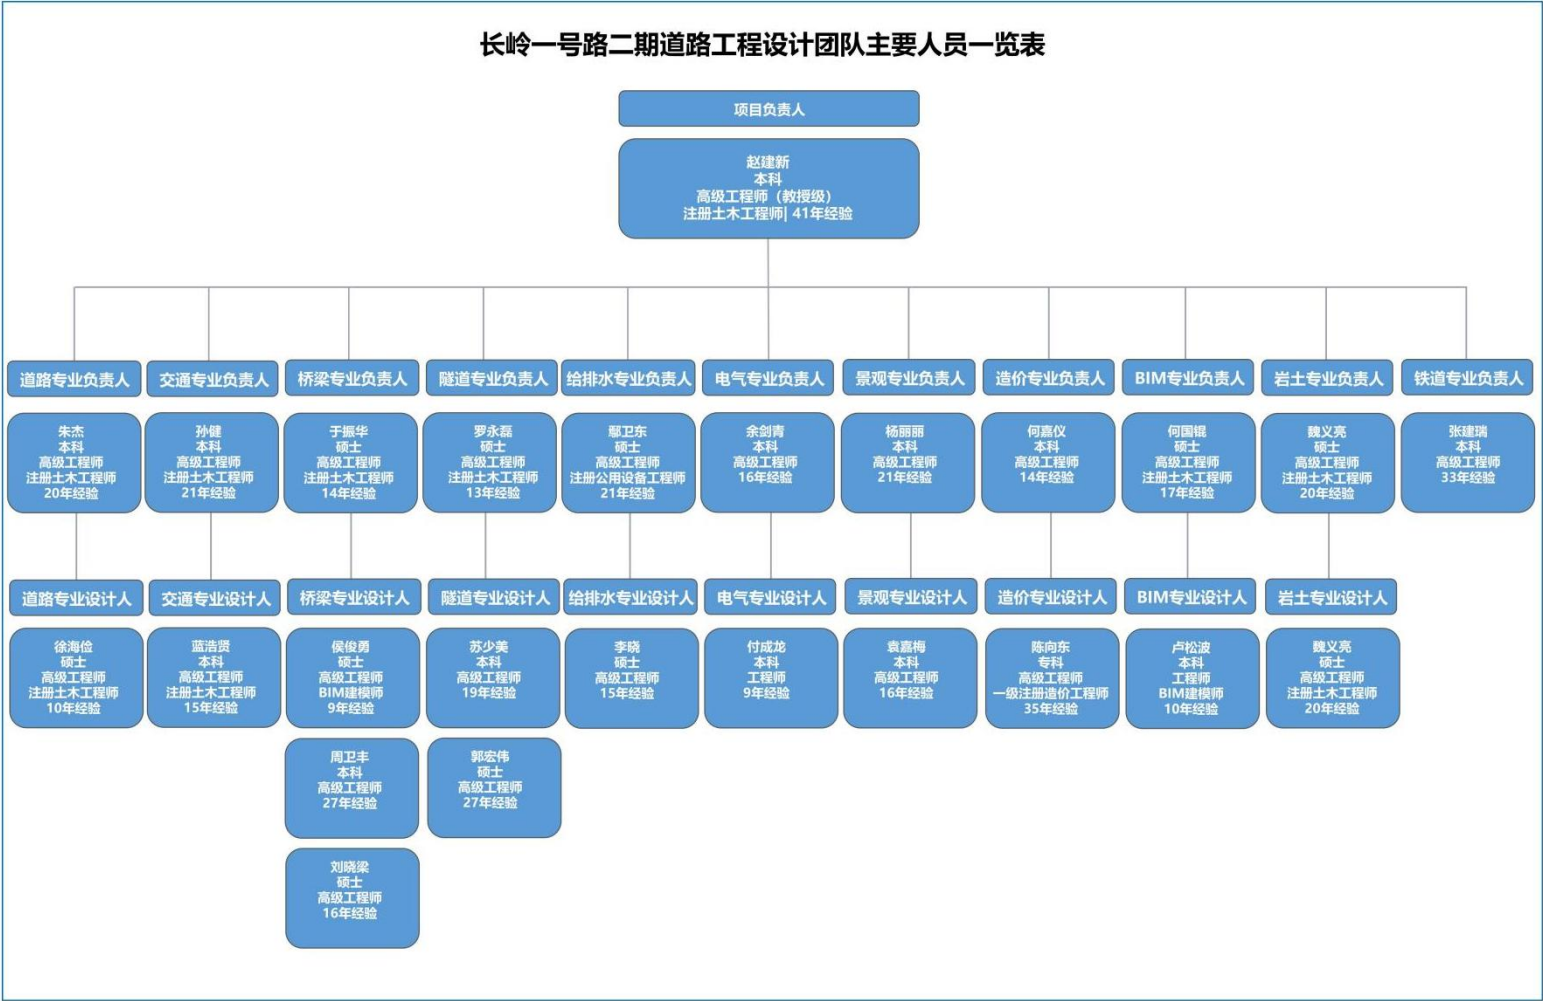 长岭一号路二期道路工程设计团队主要人员一览表
项目负责人
赵建新
本科
高级工程师（教授级）
注册土木工程师| 41年经验
道路专业负责人
交通专业负责人
桥梁专业负责人
隧道专业负责人
给排水专业负责人
电气专业负责人
景观专业负责人
造价专业负责人
BIM专业负责人
岩土专业负责人
铁道专业负责人
朱杰
本科
高级工程师
注册土木工程师
20年经验
孙健
本科
高级工程师
注册土木工程师
21年经验
于振华
硕士
高级工程师
注册土木工程师
14年经验
罗永磊
硕士
高级工程师
注册土木工程师
13年经验
鄢卫东
硕士
高级工程师
注册公用设备工程师
21年经验
余剑青
本科
高级工程师
16年经验
杨丽丽
本科
高级工程师
21年经验
何嘉仪
本科
高级工程师
14年经验
何国锟
硕士
高级工程师
注册土木工程师
17年经验
魏义亮
硕士
高级工程师
注册土木工程师
20年经验
张建瑞
本科
高级工程师
33年经验
道路专业设计人
交通专业设计人
桥梁专业设计人
隧道专业设计人
给排水专业设计人
电气专业设计人
景观专业设计人
造价专业设计人
BIM专业设计人
岩土专业设计人
徐海俭
硕士
高级工程师
注册土木工程师
10年经验
蓝浩贤
本科
高级工程师
注册土木工程师
15年经验
侯俊勇
硕士
高级工程师
BIM建模师
9年经验
苏少美
本科
高级工程师
19年经验
李晓
硕士
高级工程师
15年经验
付成龙
本科
工程师
9年经验
袁嘉梅
本科
高级工程师
16年经验
陈向东
专科
高级工程师
一级注册造价工程师
35年经验
卢松波
本科
工程师
BIM建模师
10年经验
魏义亮
硕士
高级工程师
注册土木工程师
20年经验
周卫丰
本科
高级工程师
27年经验
郭宏伟
硕士
高级工程师
27年经验
刘晓梁
硕士
高级工程师
16年经验